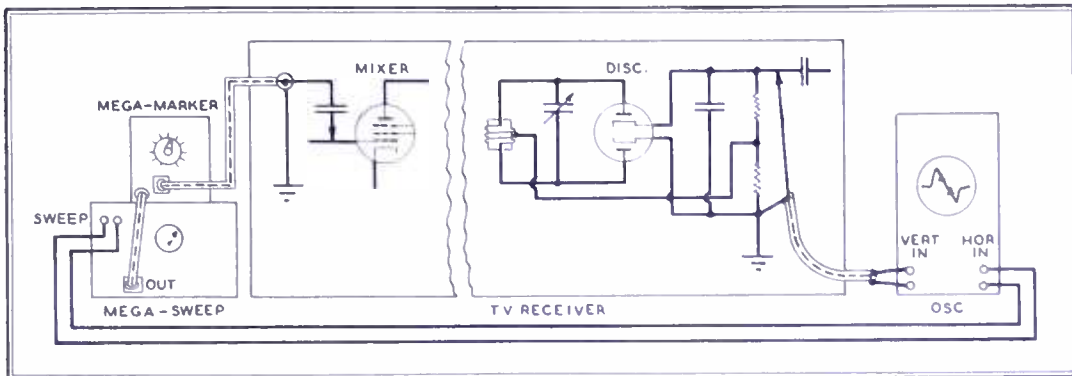 MIXER
DISC.
MEGA-MARKER
SWEEP
OUT
MEGA-SWEEP
TV RECEIVER
VERT IN
HOR IN
OSC